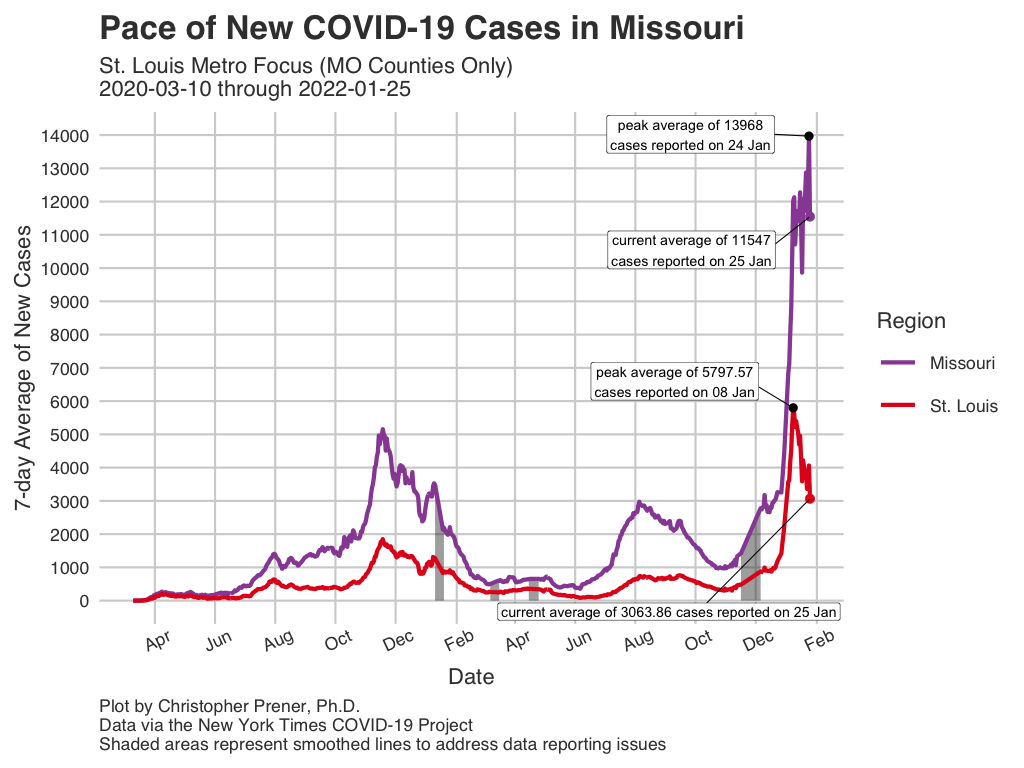 Pace of New COVID-19 Cases in Missouri
St. Louis Metro Focus (MO Counties Only)
2020-03-10 through 2022-01-25
7-day Average of New Cases
14000
13000
12000
11000
10000
9000
8000
7000
6000
5000
4000
3000
2000
1000
0
peak average of 13968
cases reported on 24 Jan
current average of 11547
cases reported on 25 Jan
peak average of 5797.57
cases reported on 08 Jan
current average of 3063.86 cases reported on 25 Jan
Apr
Jun
Aug
Oct
Dec
Feb
Apr
Jun
Aug
Oct
Dec
Feb
Date
Region
Missouri
St. Louis
Plot by Christopher Prener, Ph.D.
Data via the New York Times COVID-19 Project
Shaded areas represent smoothed lines to address data reporting issues